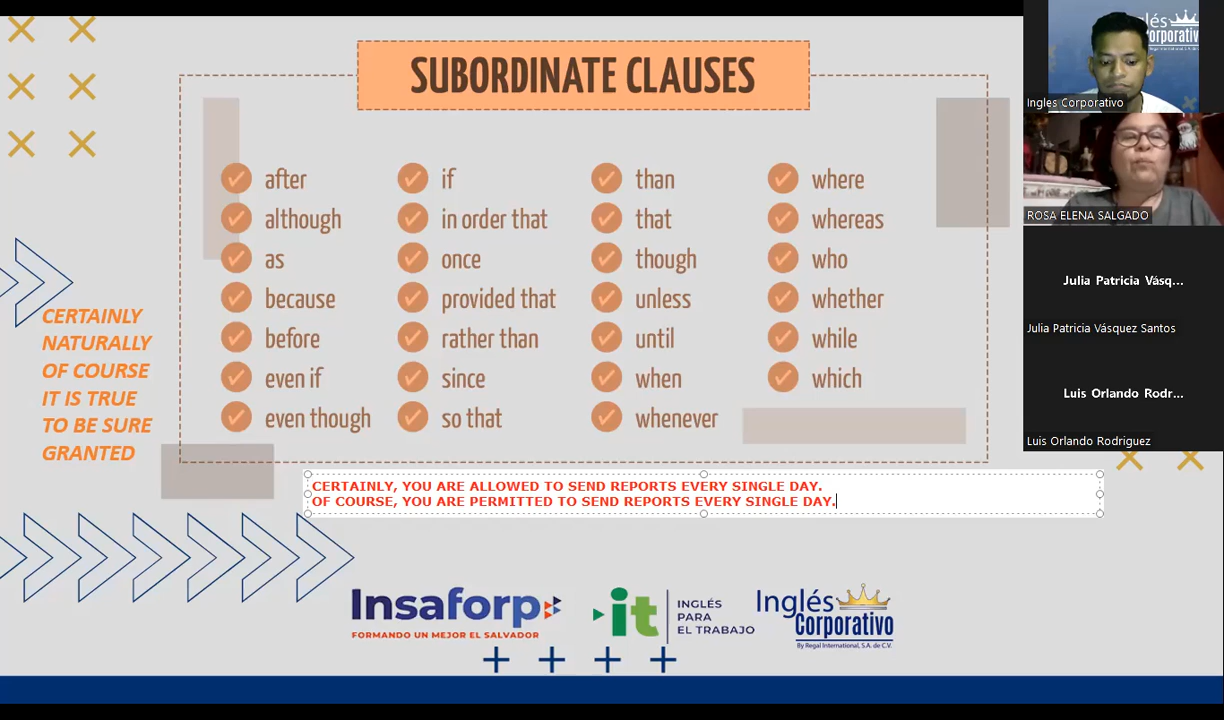 SUBORDINATE CLAUSES
after
although
as
because
before
even if
even though
if
in order that
once
provided that
rather than
since
so that
than
that
though
unless
until
when
whenever
where
whereas
who
whether
while
which
CERTAINLY
NATURALLY
OF COURSE
IT IS TRUE
TO BE SURE
GRANTED
CERTAINLY, YOU ARE ALLOWED TO SEND REPORTS EVERY SINGLE DAY.
OF COURSE, YOU ARE PERMITTED TO SEND REPORTS EVERY SINGLE DAY.
Insaforp
FORMANDO UN MEJOR EL SALVADOR
it
INGLÉS
PARA
EL TRABAJO
Inglés
Corporativo
By Regal International, S.A. de C.V.
Ingles Corporativo
ROSA ELENA SALGADO
Julia Patricia Vásq...
Julia Patricia Vásquez Santos
Luis Orlando Rodr...
Luis Orlando Rodriguez